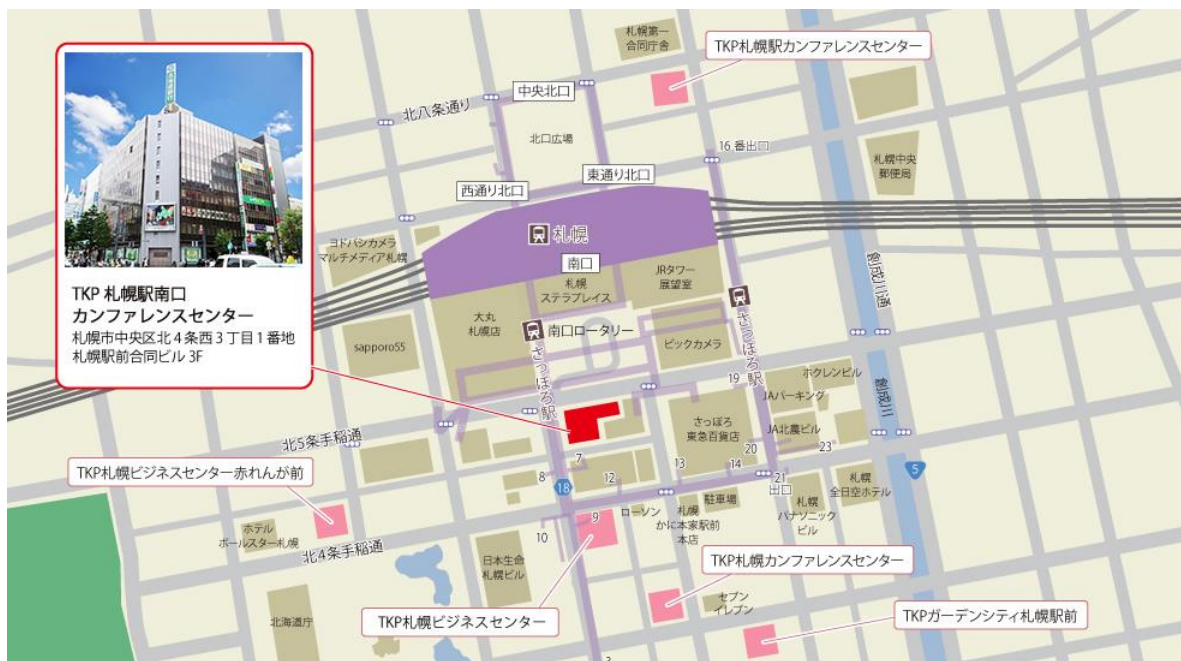 札幌第一
合同庁舎
TKP札幌駅カンファレンスセンター
中央北口
北八条通り
北口広場
16番出口
札幌中央
郵便局
東通り北口
西通り北口
札幌
ヨドバシカメラ
マルチメディア札幌
南口
札幌
ステラプレイス
JRタワー
展望室
創成川通
TKP 札幌駅南口
カンファレンスセンター
札幌市中央区北4条西3丁目1番地
札幌駅前合同ビル 3F
大丸
札幌店
南口ロータリー
さっぽろ駅
さっぽろ駅
sapporo55
ビックカメラ
ホクレンビル
19
JAパーキング
創成川
さっぽろ
東急百貨店
JA北農ビル
20
23
北5条手稲通
TKP札幌ビジネスセンター赤れんが前
7
8
12
13
14
21
出口
18
5
札幌
全日空ホテル
駐車場
ローソン
札幌
かに本家駅前
本店
札幌
パナソニック
ビル
9
10
ホテル
ポールスター札幌
北4条手稲通
日本生命
札幌ビル
TKP札幌カンファレンスセンター
セブン
イレブン
北海道庁
TKP札幌ビジネスセンター
TKPガーデンシティ札幌駅前